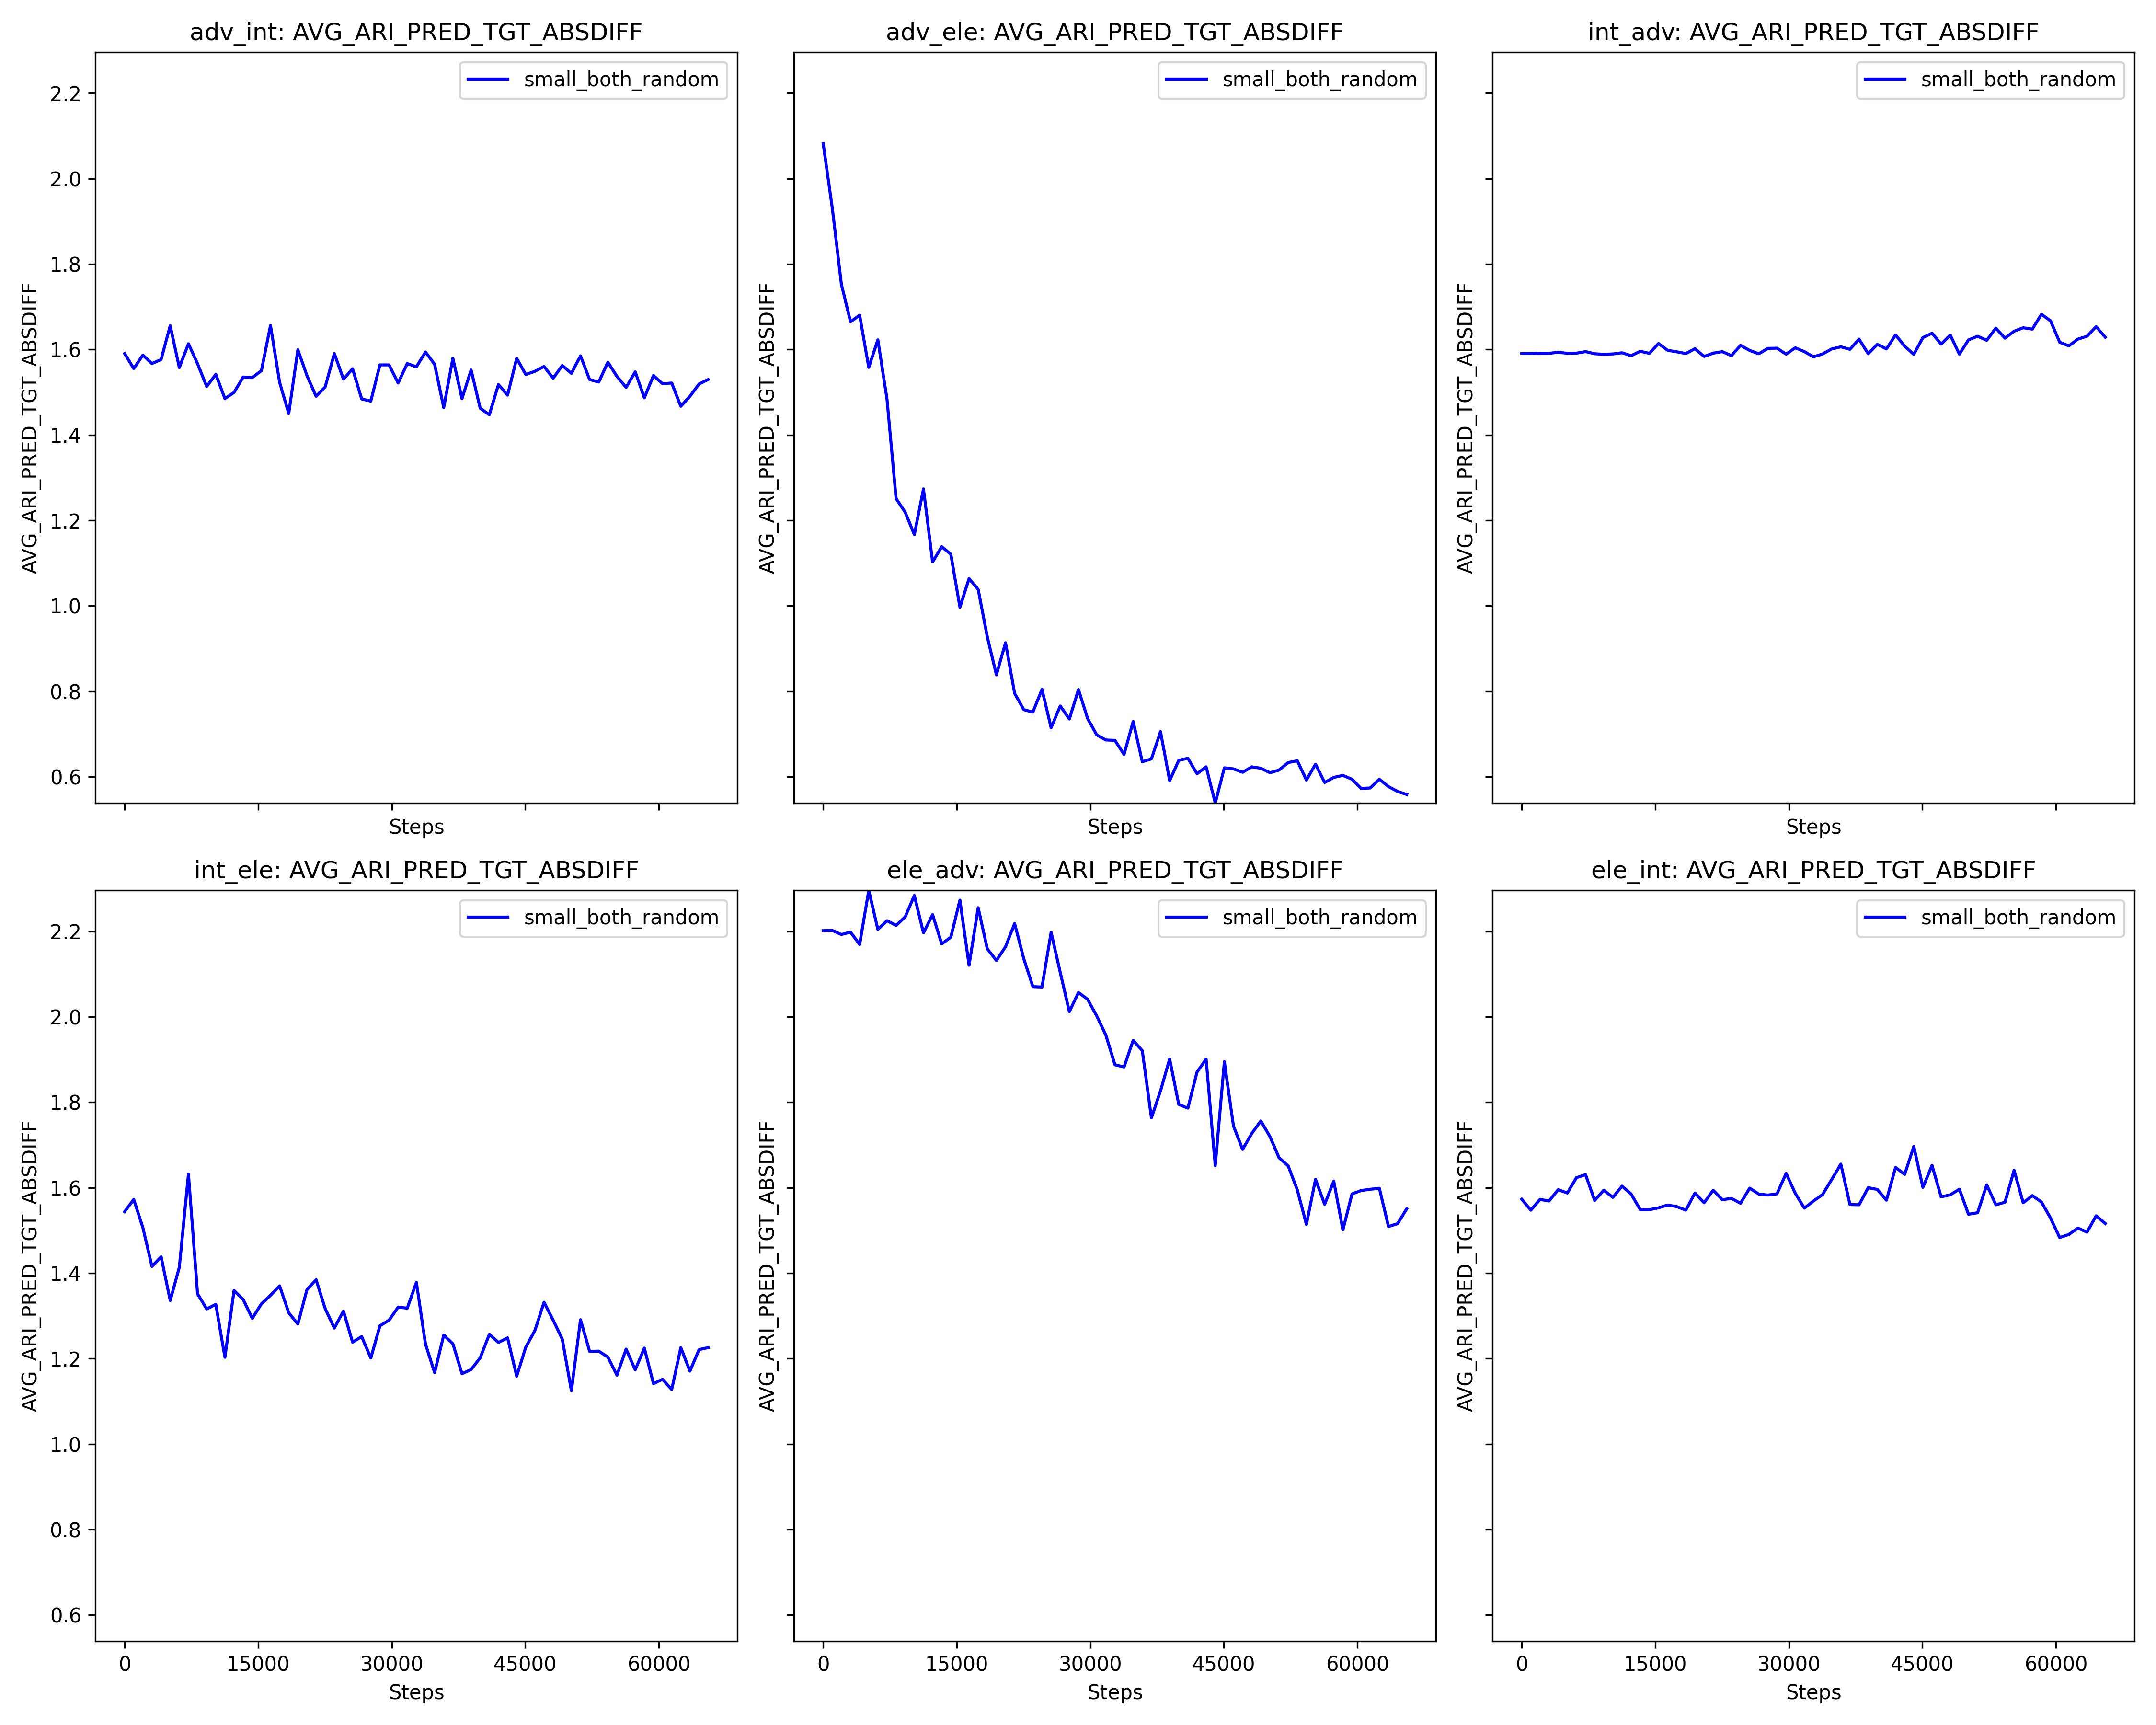 adv_int: AVG_ARI_PRED_TGT_ABSDIFF
small_both_random
AVG_ARI_PRED_TGT_ABSDIFF
2.2
2.0
1.8
1.6
1.4
1.2
1.0
0.8
0.6
Steps
adv_ele: AVG_ARI_PRED_TGT_ABSDIFF
small_both_random
AVG_ARI_PRED_TGT_ABSDIFF
Steps
int_adv: AVG_ARI_PRED_TGT_ABSDIFF
small_both_random
AVG_ARI_PRED_TGT_ABSDIFF
Steps
int_ele: AVG_ARI_PRED_TGT_ABSDIFF
small_both_random
AVG_ARI_PRED_TGT_ABSDIFF
2.2
2.0
1.8
1.6
1.4
1.2
1.0
0.8
0.6
0 15000 30000 45000 60000
Steps
ele_adv: AVG_ARI_PRED_TGT_ABSDIFF
small_both_random
AVG_ARI_PRED_TGT_ABSDIFF
0 15000 30000 45000 60000
Steps
ele_int: AVG_ARI_PRED_TGT_ABSDIFF
small_both_random
AVG_ARI_PRED_TGT_ABSDIFF
0 15000 30000 45000 60000
Steps